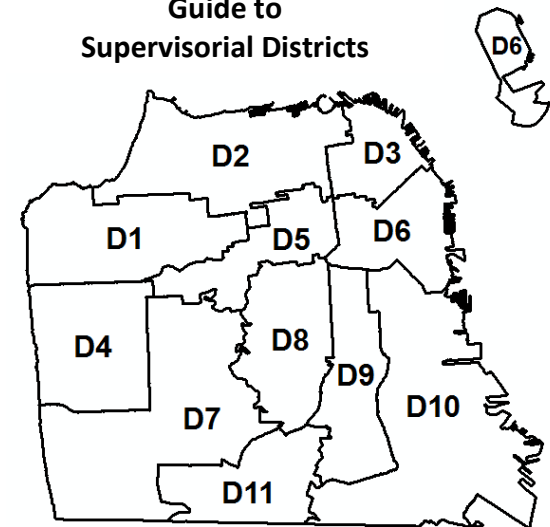 Guide to
Supervisorial Districts
D6
D2
D3
D1
D5
D6
D4
D8
D9
D7
D10
D11